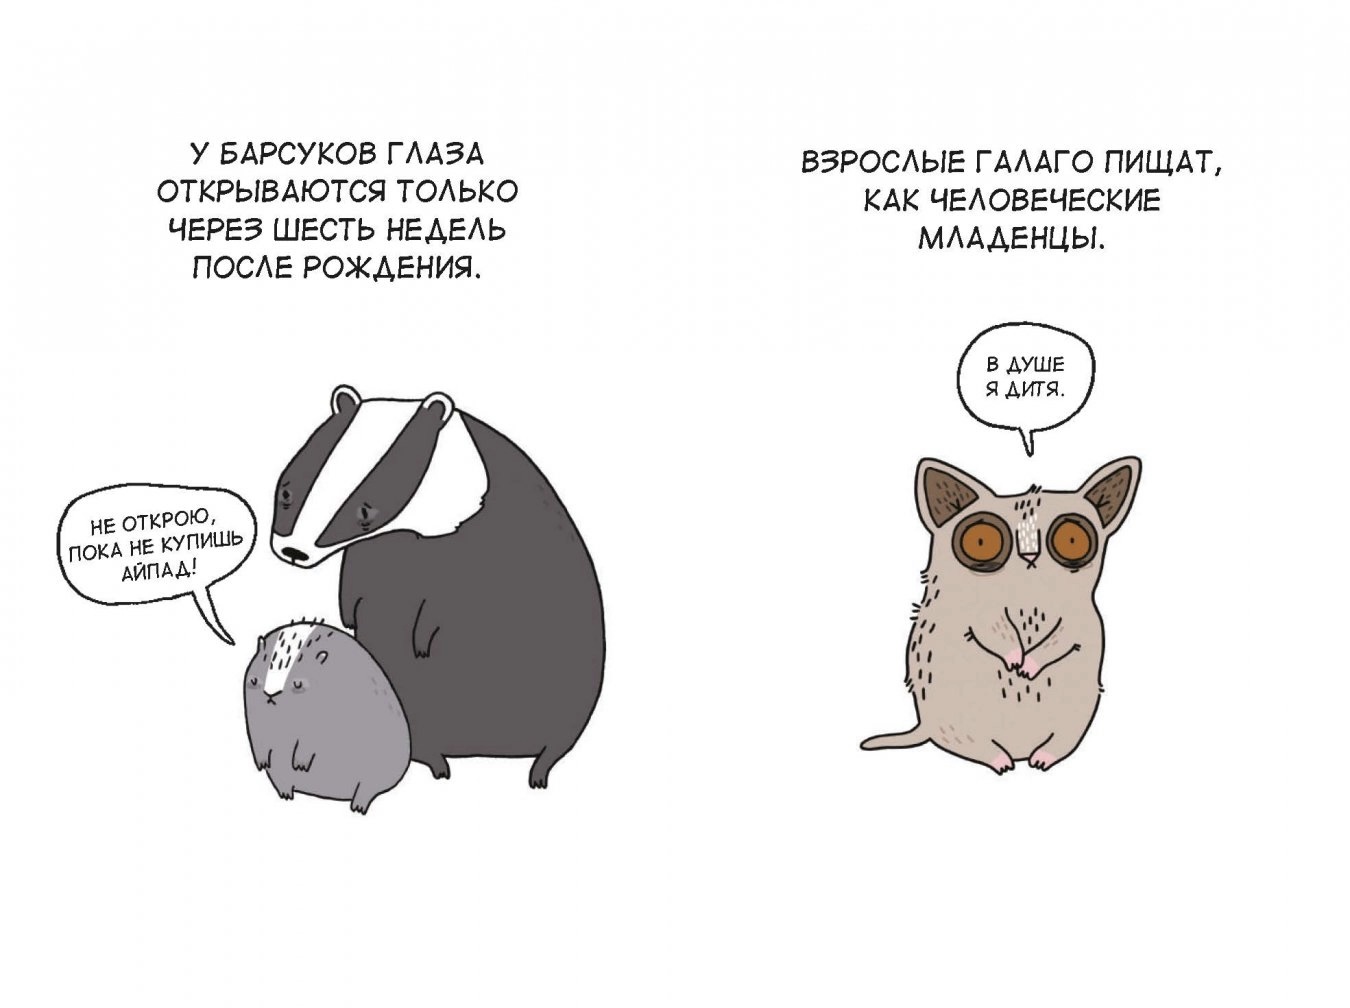 У БАРСУКОВ ГЛАЗА
ОТКРЫВАЮТСЯ ТОЛЬКО
ЧЕРЕЗ ШЕСТЬ НЕДЕЛЬ
ПОСЛЕ РОЖДЕНИЯ.
НЕ ОТКРОЮ,
ПОКА НЕ КУПИШЬ
АЙПАД!
ВЗРОСЛЫЕ ГАЛАГО ПИЩАТ,
КАК ЧЕЛОВЕЧЕСКИЕ
МЛАДЕНЦЫ.
В ДУШЕ
Я ДИТЯ.